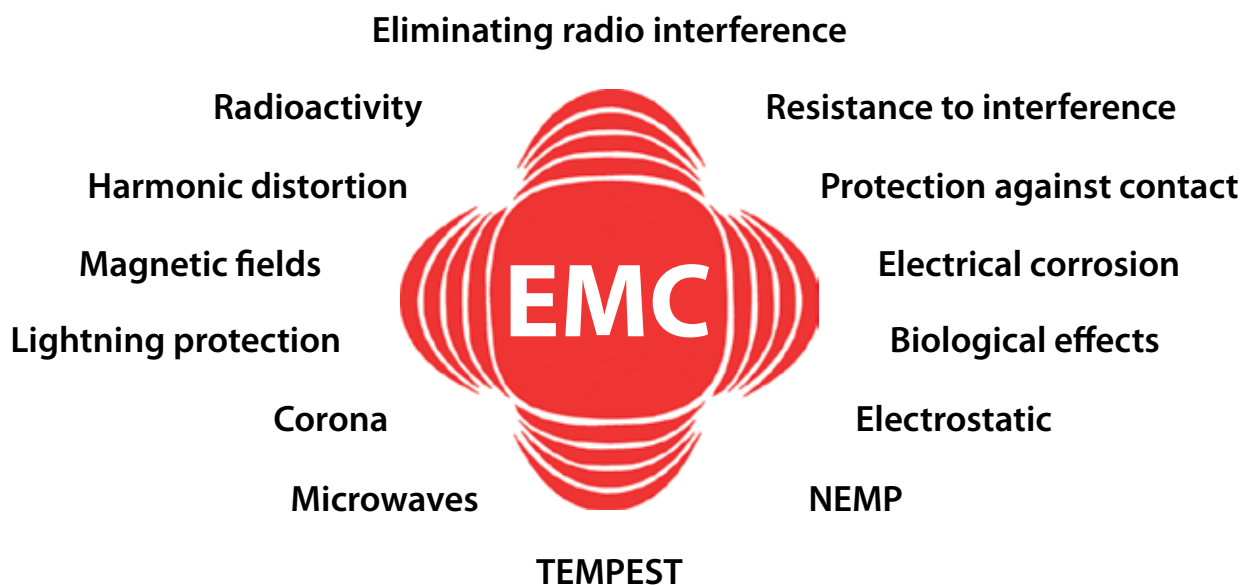 Eliminating radio interference
Radioactivity
Resistance to interference
Harmonic distortion
Protection against contact
Magnetic fields
EMC
Electrical corrosion
Lightning protection
Biological effects
Corona
Electrostatic
Microwaves
NEMP
TEMPEST